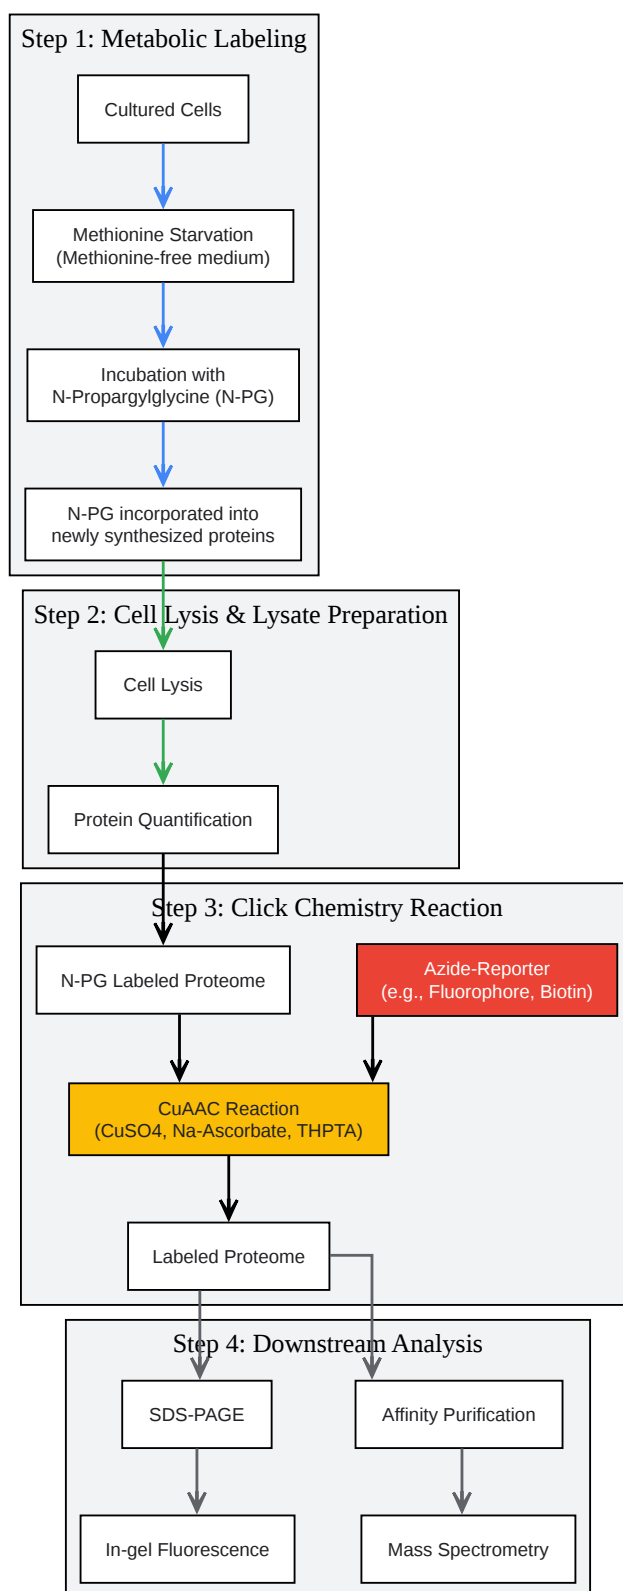 Step 1: Metabolic Labeling
Cultured Cells
Methionine Starvation
(Methionine-free medium)
Incubation with
N-Propargylglycine (N-PG)
N-PG incorporated into
newly synthesized proteins
Step 2: Cell Lysis & Lysate Preparation
Cell Lysis
Protein Quantification
Step 3: Click Chemistry Reaction
N-PG Labeled Proteome
Azide-Reporter
(e.g., Fluorophore, Biotin)
CuAAC Reaction
(CuSO4, Na-Ascorbate, THPTA)
Labeled Proteome
Step 4: Downstream Analysis
SDS-PAGE
Affinity Purification
In-gel Fluorescence
Mass Spectrometry